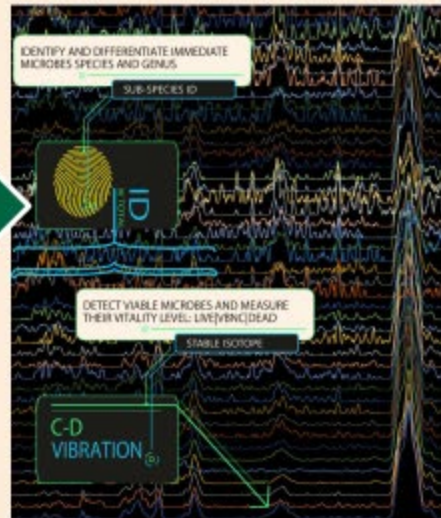 IDENTIFY AND DIFFERENTIATE IMMEDIATE
MICROBES SPECIES AND GENUS
SUB-SPECIES ID
ID
DETECT VIABLE MICROBES AND MEASURE
THEIR VITALITY LEVEL: LIVE|VBNC|DEAD
STABLE ISOTOPE
C-D
VIBRATION